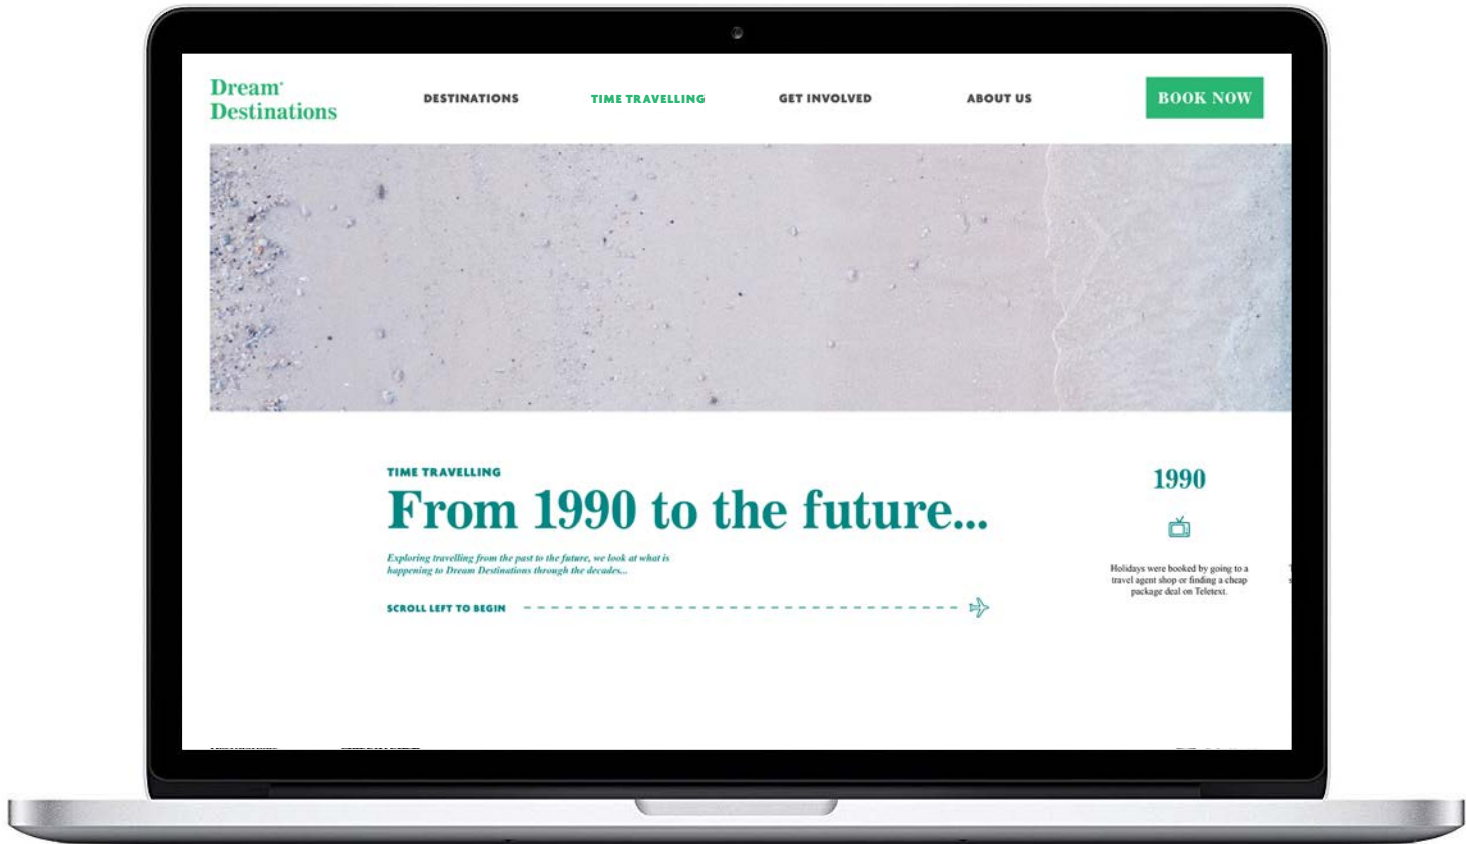 Dream
Destinations
DESTINATIONS
TIME TRAVELLING
GET INVOLVED
ABOUT US
BOOK NOW
TIME TRAVELLING
From 1990 to the future...
Exploring travelling from the past to the future, we look at what is
happening to Dream Destinations through the decades...
SCROLL LEFT TO BEGIN
1990
Holidays were booked by going to a
travel agent shop or finding a cheap
package deal on Teletext.